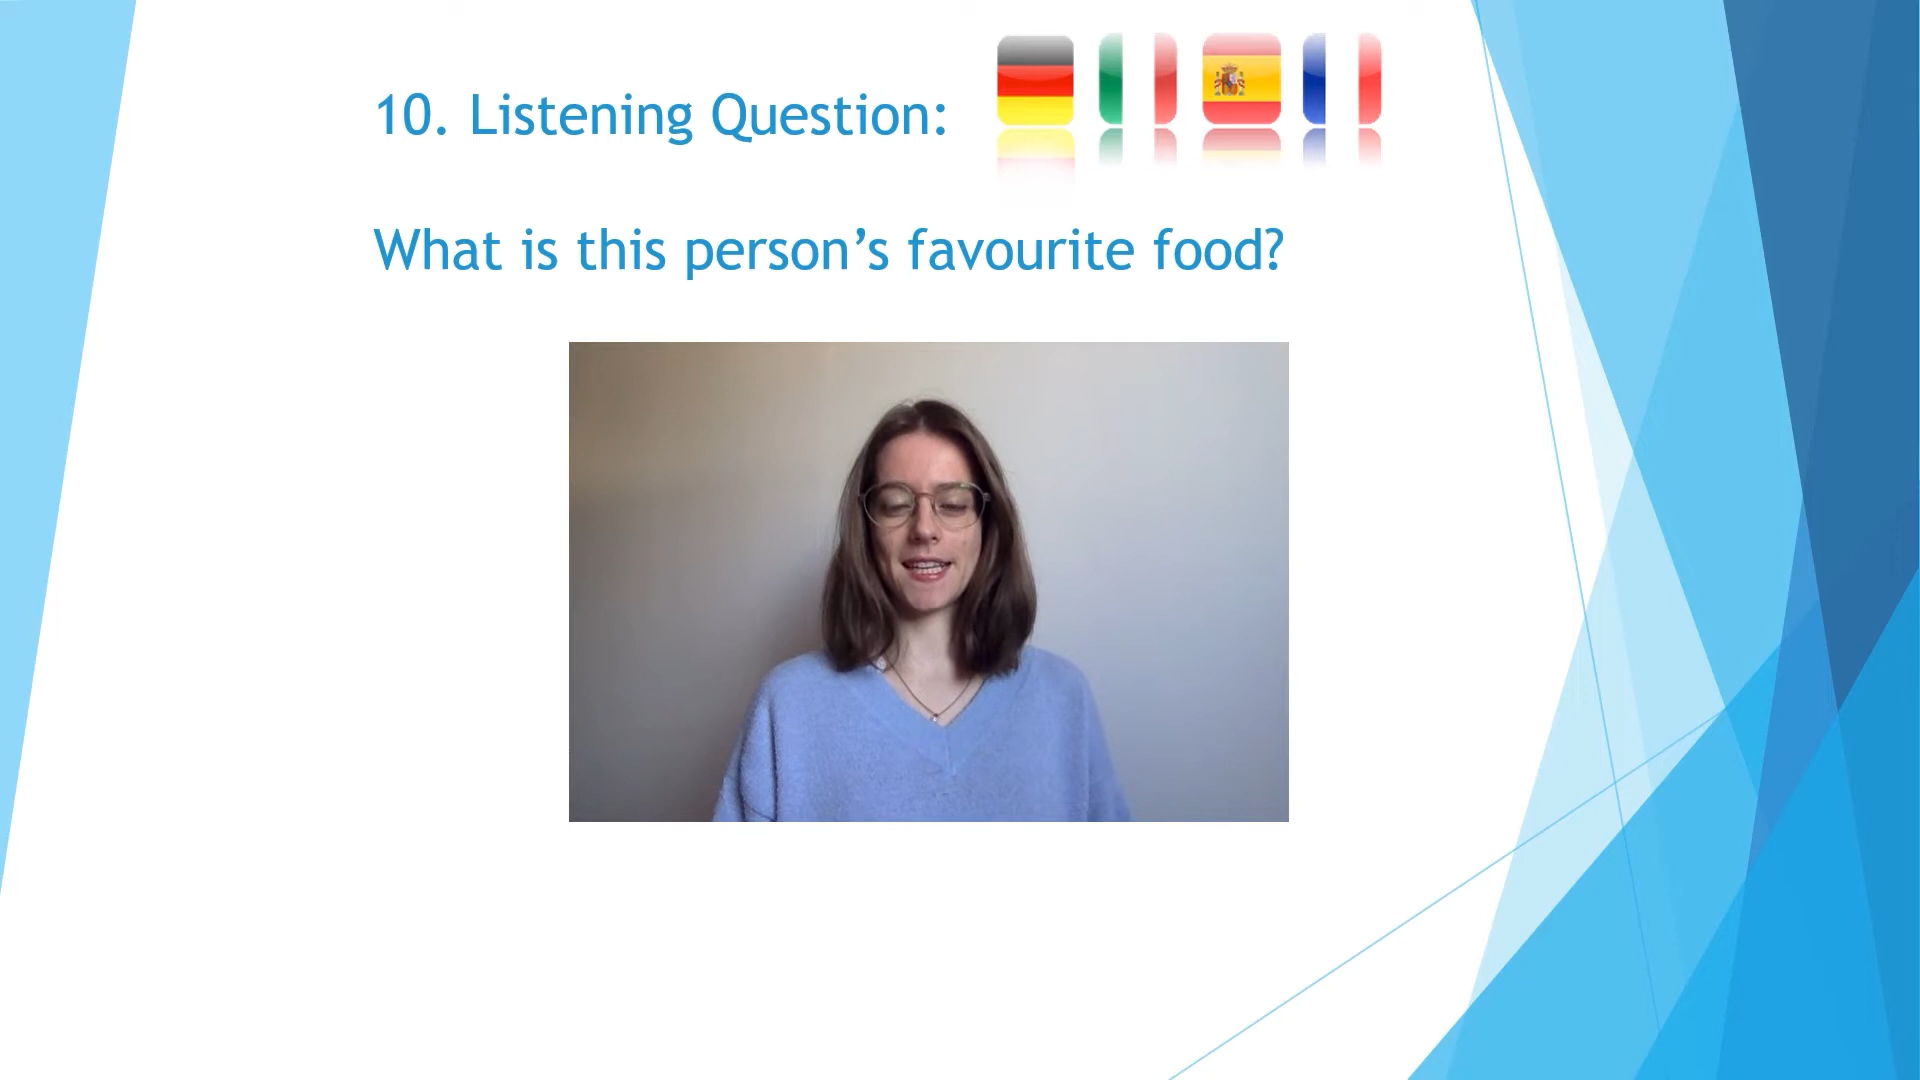 10. Listening Question:
What is this person’s favourite food?